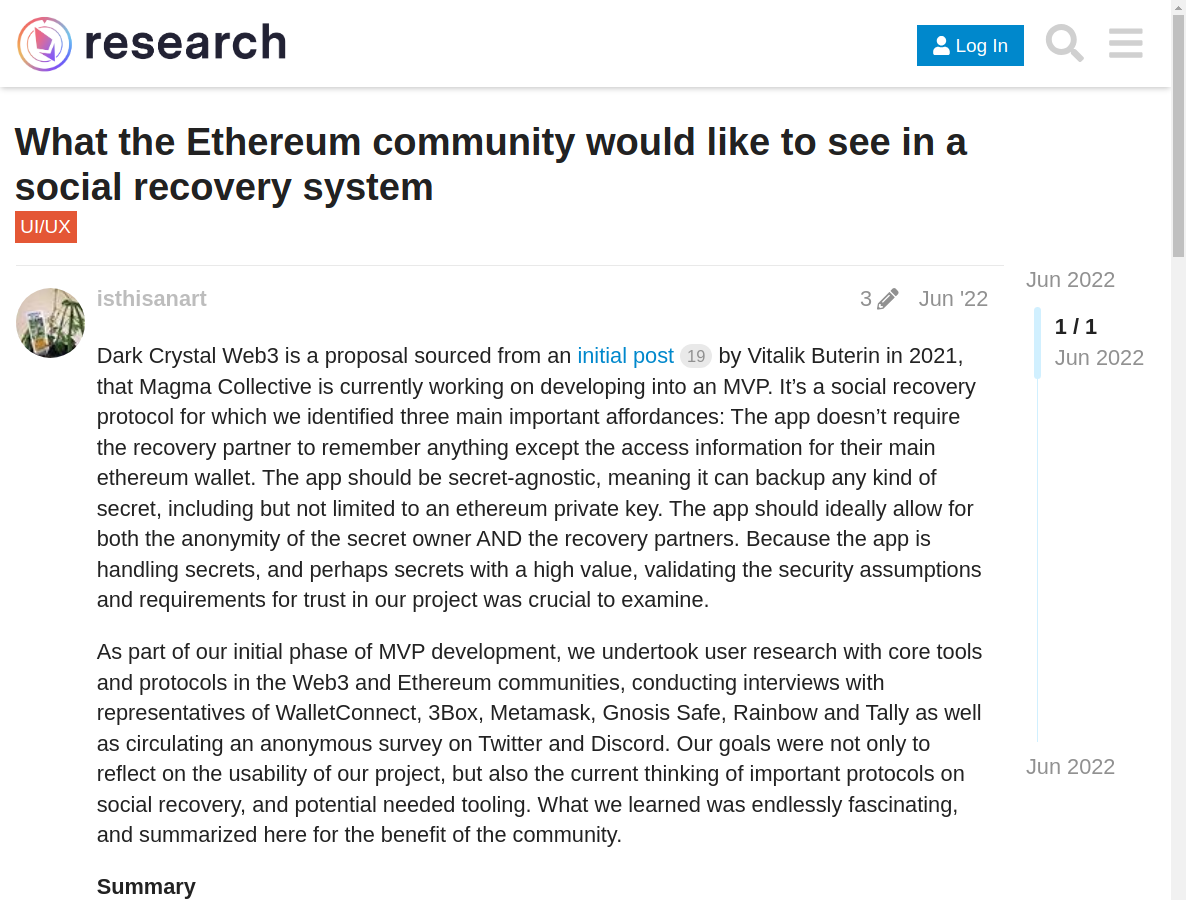 research
Log In
What the Ethereum community would like to see in a
social recovery system
UI/UX
isthisanart
3
Jun '22
Dark Crystal Web3 is a proposal sourced from an initial post 19 by Vitalik Buterin in 2021,
that Magma Collective is currently working on developing into an MVP. It’s a social recovery
protocol for which we identified three main important affordances: The app doesn’t require
the recovery partner to remember anything except the access information for their main
ethereum wallet. The app should be secret-agnostic, meaning it can backup any kind of
secret, including but not limited to an ethereum private key. The app should ideally allow for
both the anonymity of the secret owner AND the recovery partners. Because the app is
handling secrets, and perhaps secrets with a high value, validating the security assumptions
and requirements for trust in our project was crucial to examine.
As part of our initial phase of MVP development, we undertook user research with core tools
and protocols in the Web3 and Ethereum communities, conducting interviews with
representatives of WalletConnect, 3Box, Metamask, Gnosis Safe, Rainbow and Tally as well
as circulating an anonymous survey on Twitter and Discord. Our goals were not only to
reflect on the usability of our project, but also the current thinking of important protocols on
social recovery, and potential needed tooling. What we learned was endlessly fascinating,
and summarized here for the benefit of the community.
Summary
Jun 2022
1 / 1
Jun 2022
Jun 2022